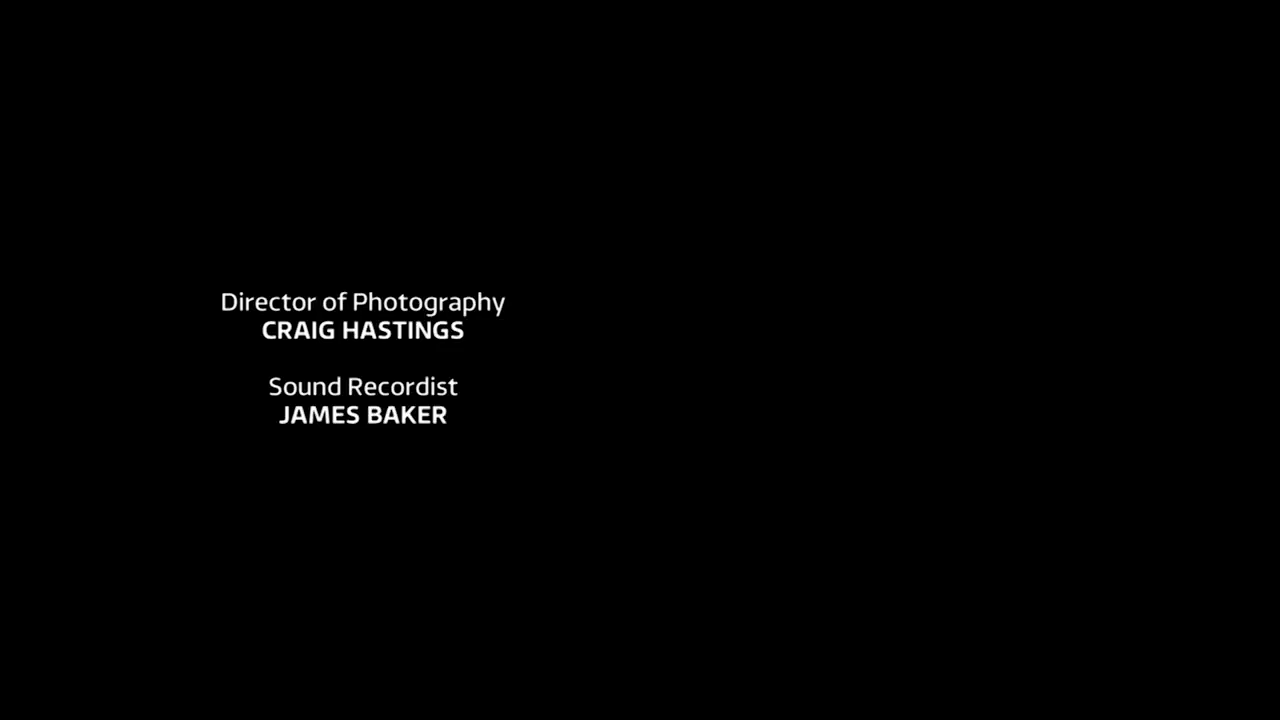 Director of Photography
CRAIG HASTINGS
Sound Recordist
JAMES BAKER